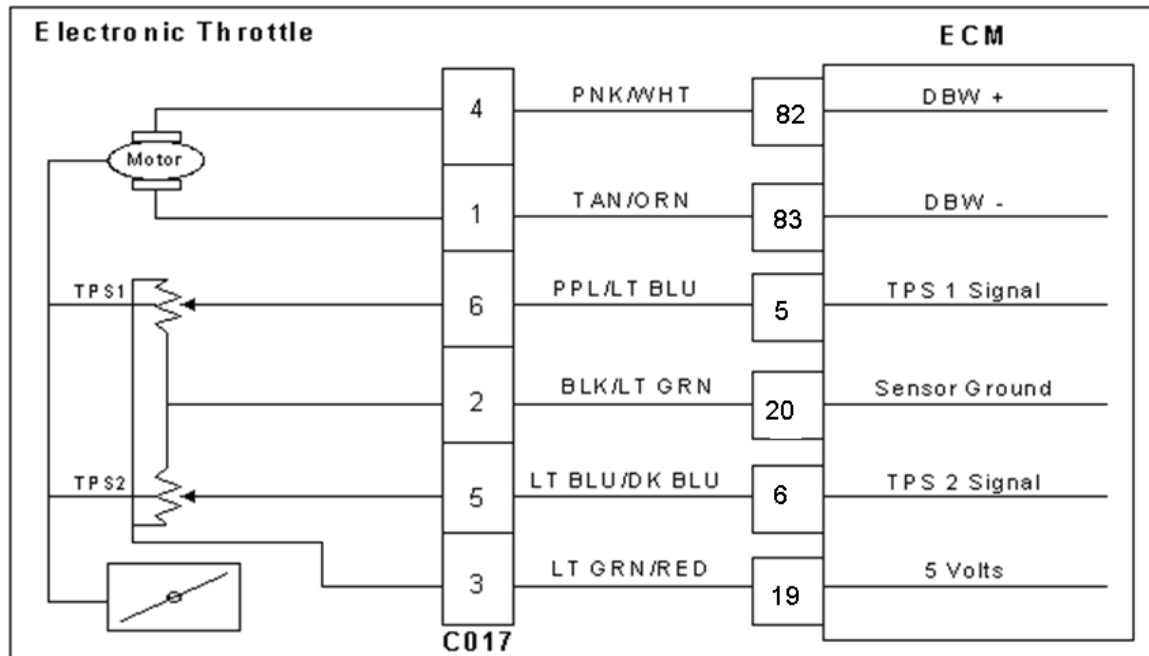 Electronic Throttle
ECM
4 PNK/WHT 82 DBW +
Motor
1 TAN/ORN 83 DBW -
TPS1 6 PPL/LT BLU 5 TPS 1 Signal
2 BLK/LT GRN 20 Sensor Ground
TPS2 5 LT BLU/DK BLU 6 TPS 2 Signal
3 LT GRN/RED 19 5 Volts
C017